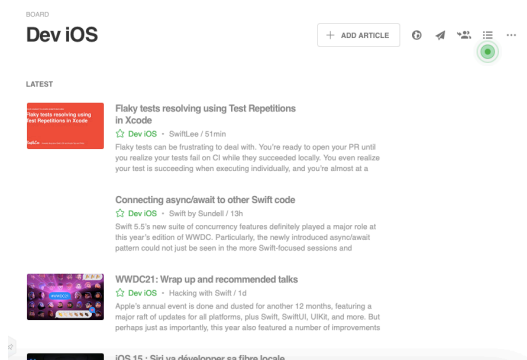 BOARD
Dev iOS
ADD ARTICLE
LATEST
Flaky tests resolving using Test Repetitions
in Xcode
Flaky tests resolving using
Test Repetitions in Xcode
Dev iOS • SwiftLee / 51min
Flaky tests can be frustrating to deal with. You're ready to open your PR until
you realize your tests fail on CI while they succeeded locally. You even realize
your test is succeeding when executing individually, and you're almost at a
Connecting async/await to other Swift code
Dev iOS • Swift by Sundell / 13h
Swift 5.5's new suite of concurrency features definitely played a major role at
this year's edition of WWDC. Particularly, the newly introduced async/await
pattern could not just be seen in the more Swift-focused sessions and
WWDC21: Wrap up and recommended talks
Dev iOS • Hacking with Swift / 1d
Apple's annual event is done and dusted for another 12 months, featuring a
major raft of updates for all platforms, plus Swift, SwiftUI, UIKit, and more. But
perhaps just as importantly, this year also featured a number of improvements
iOS 15 : Siri va développer sa fibre locale